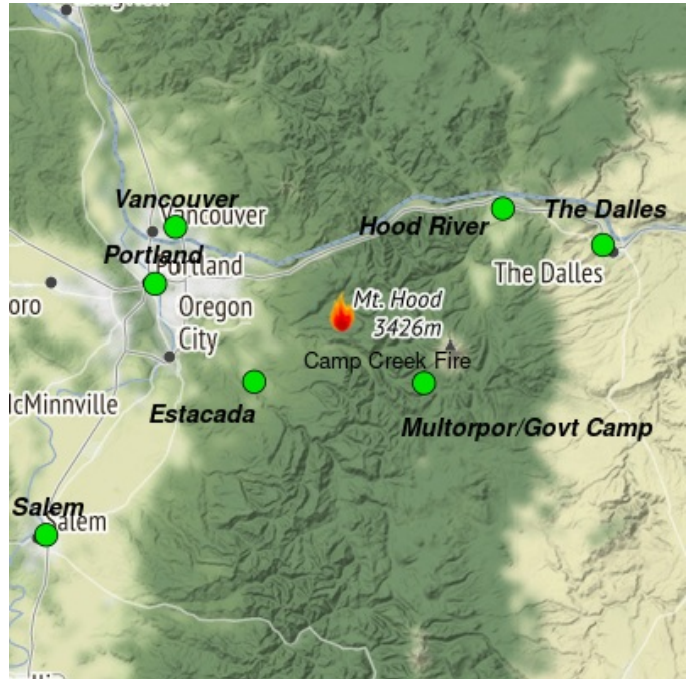 Vancouver
Vancouver
Portland
Portland
Hood River
The Dalles
The Dalles
Oregon
City
Mt. Hood
3426m
Camp Creek Fire
McMinnville
Estacada
Multorpor/Govt Camp
Salem
Salem